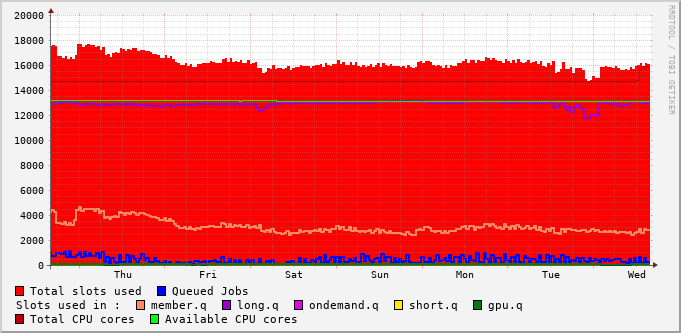 20000
18000
16000
14000
12000
10000
8000
6000
4000
2000
0
Thu Fri Sat Sun Mon Tue Wed
RRDTOOL / TOBI OETIKER
Total slots used Queued Jobs
Slots used in : member.q long.q ondemand.q short.q gpu.q
Total CPU cores Available CPU cores